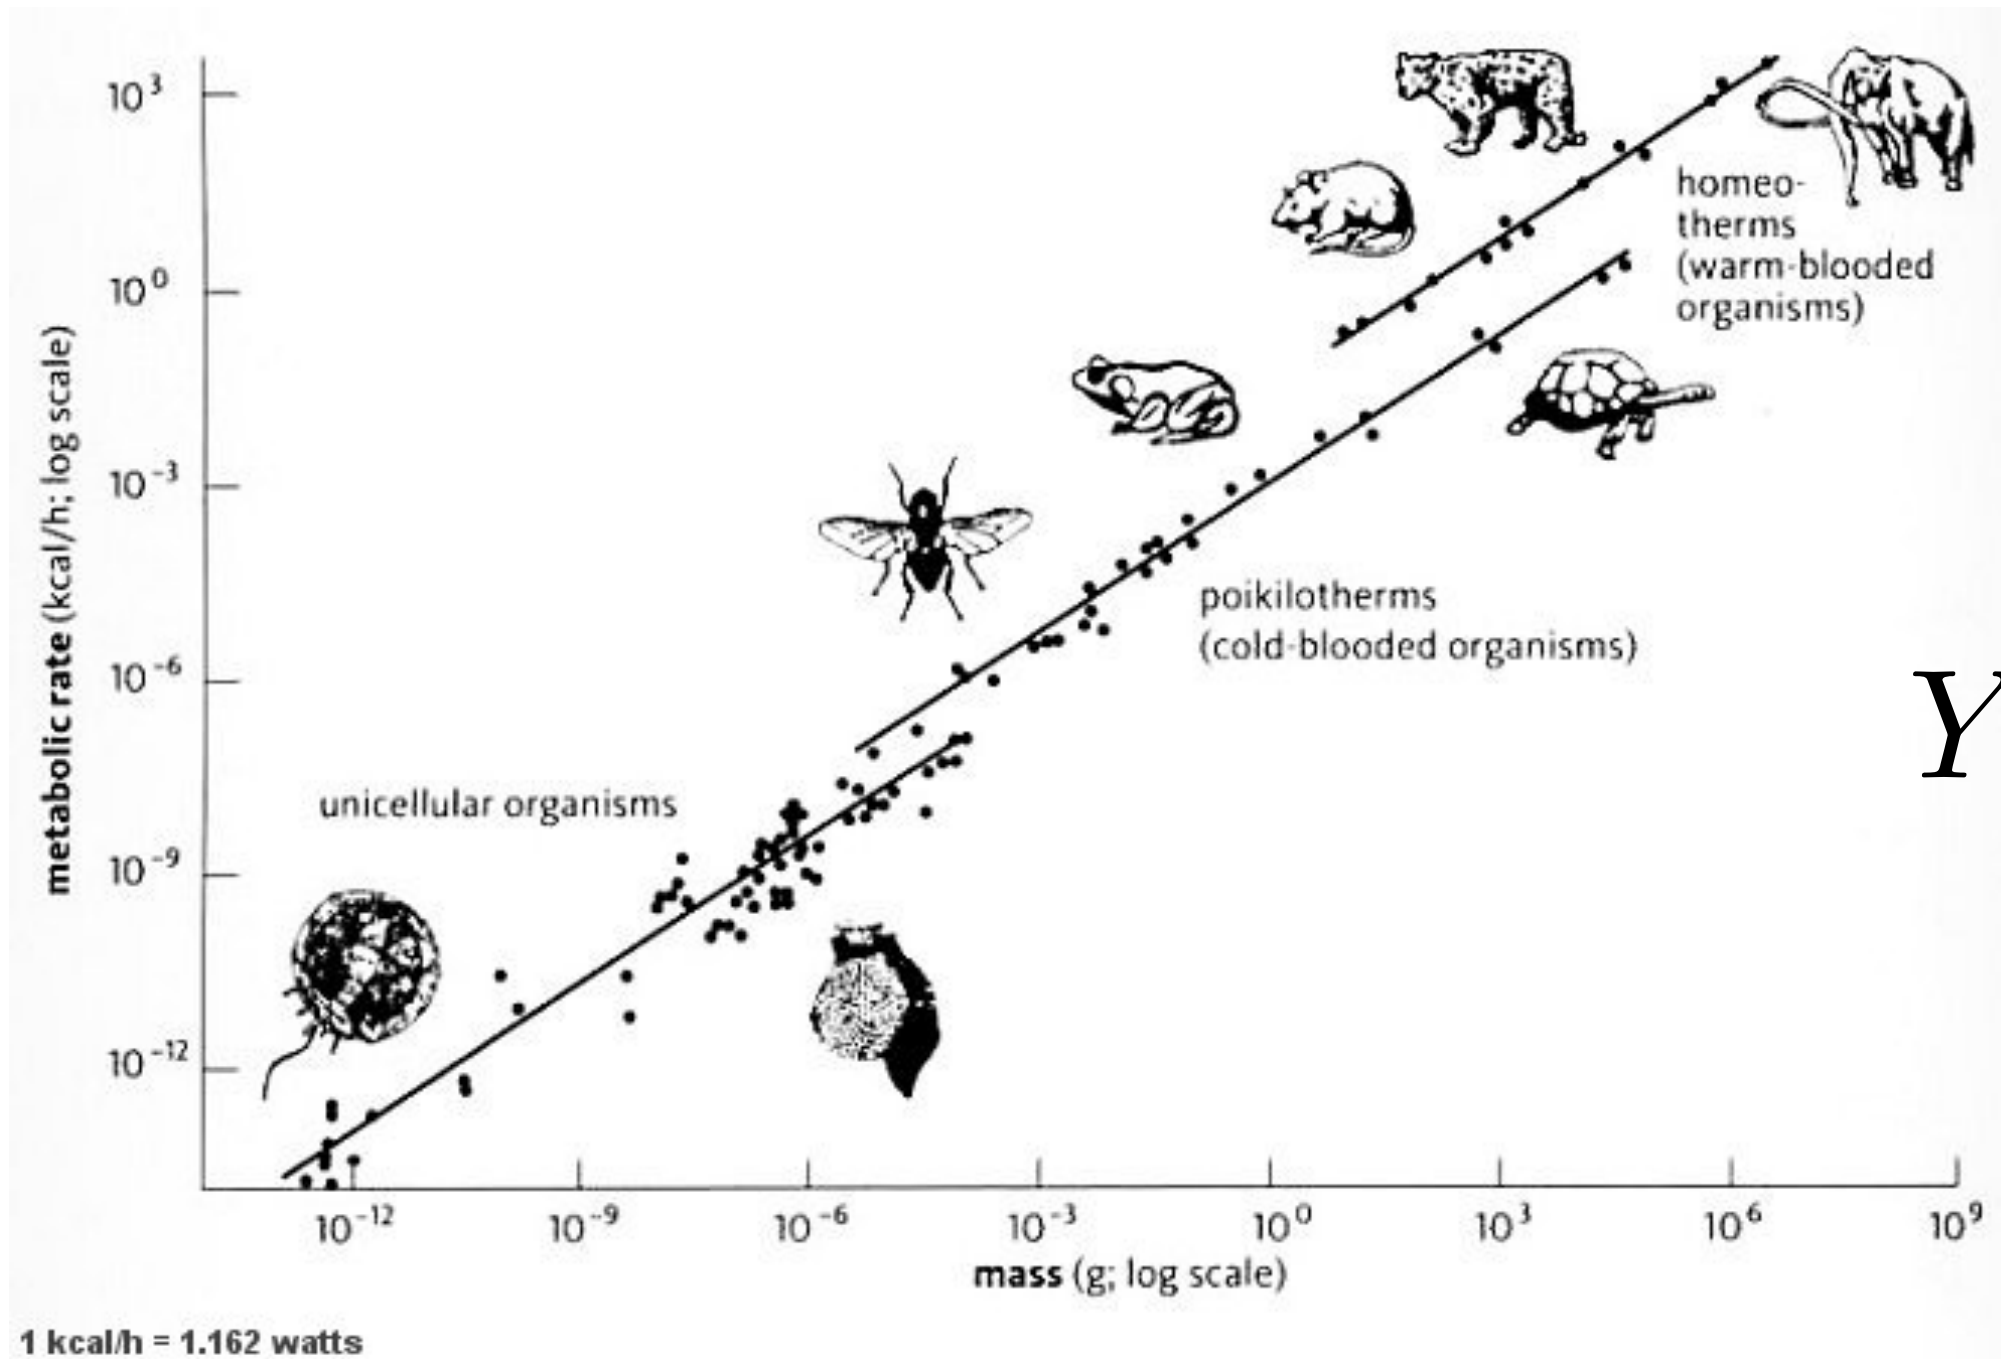 10³
10⁰
10⁻³
10⁻⁶
10⁻⁹
10⁻¹²
metabolic rate (kcal/h; log scale)
homeo-
therms
(warm-blooded
organisms)
poikilotherms
(cold-blooded organisms)
unicellular organisms
Y
10⁻¹² 10⁻⁹ 10⁻⁶ 10⁻³ 10⁰ 10³ 10⁶ 10⁹
mass (g; log scale)
1 kcal/h = 1.162 watts